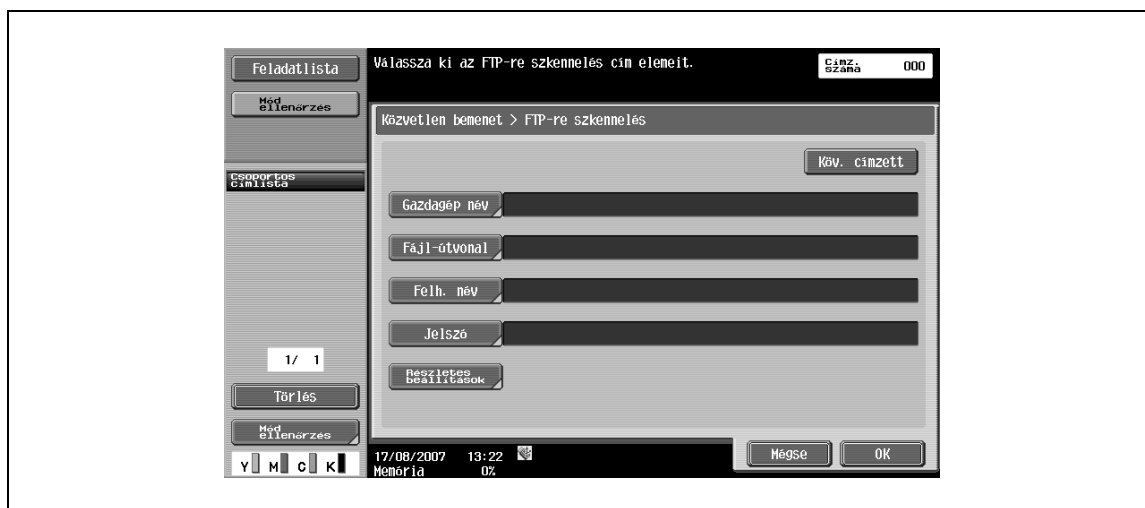 Feladatlista
Válassza ki az FTP-re szkennelés cím elemeit.
Címz. száma 000
Mód ellenőrzés
Közvetlen bemenet > FTP-re szkennelés
Köv. címzett
Csoportos címlista
Gazdagép név
Fájl-útvonal
Felh. név
Jelszó
1/ 1
Részletes beállítások
Törlés
Mód ellenőrzés
17/08/2007 13:22
Mégse
OK
Y M C K
Memória 0%